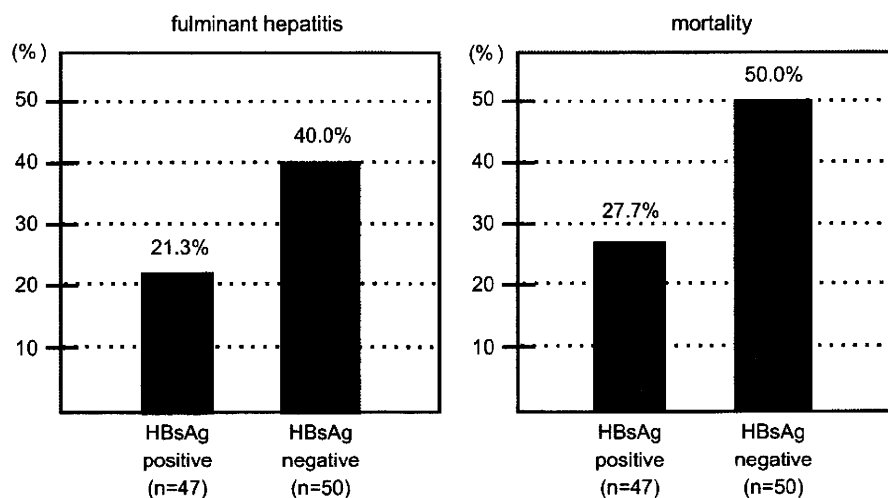 fulminant hepatitis
(%)
50
40
30
20
10
21.3%
40.0%
HBsAg
positive
(n=47)
HBsAg
negative
(n=50)
mortality
(%)
50
40
30
20
10
27.7%
50.0%
HBsAg
positive
(n=47)
HBsAg
negative
(n=50)